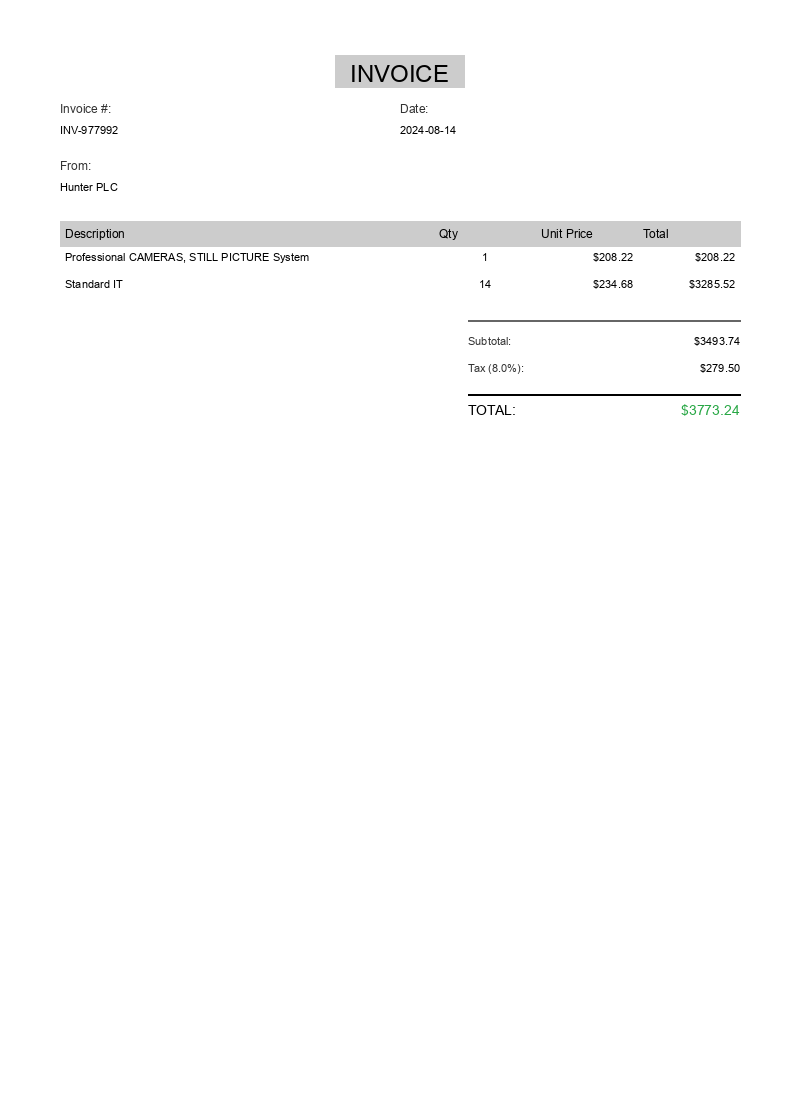 INVOICE
Invoice #: Date:
INV-977992 2024-08-14
From:
Hunter PLC
Description Qty Unit Price Total
Professional CAMERAS, STILL PICTURE System 1 $208.22 $208.22
Standard IT 14 $234.68 $3285.52
Subtotal: $3493.74
Tax (8.0%): $279.50
TOTAL: $3773.24